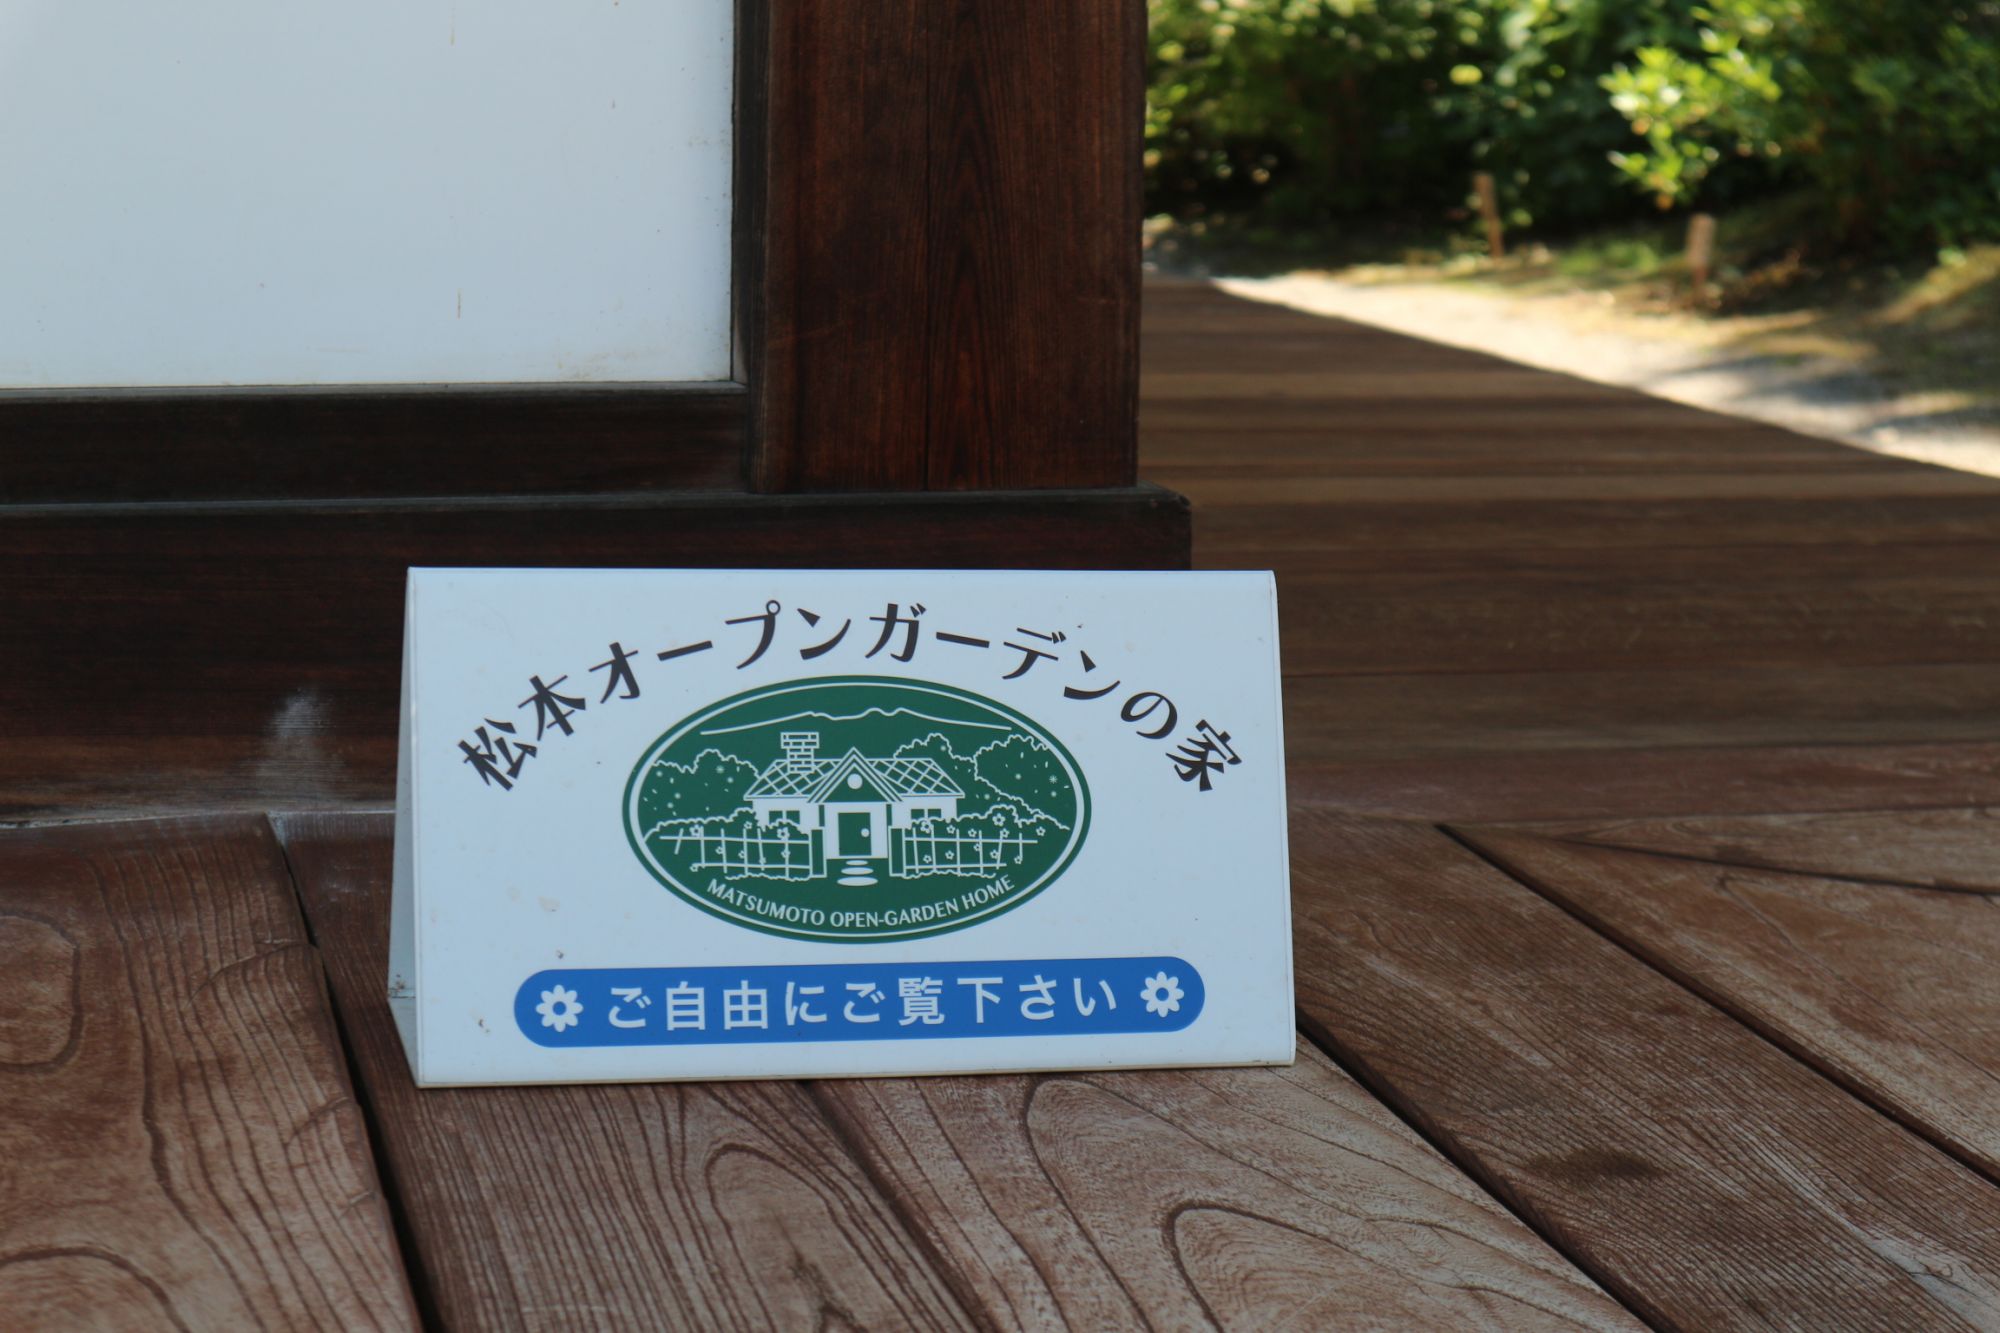 松本オープンガーデンの家
MATSUMOTO OPEN-GARDEN HOME
ご自由にご覧下さい